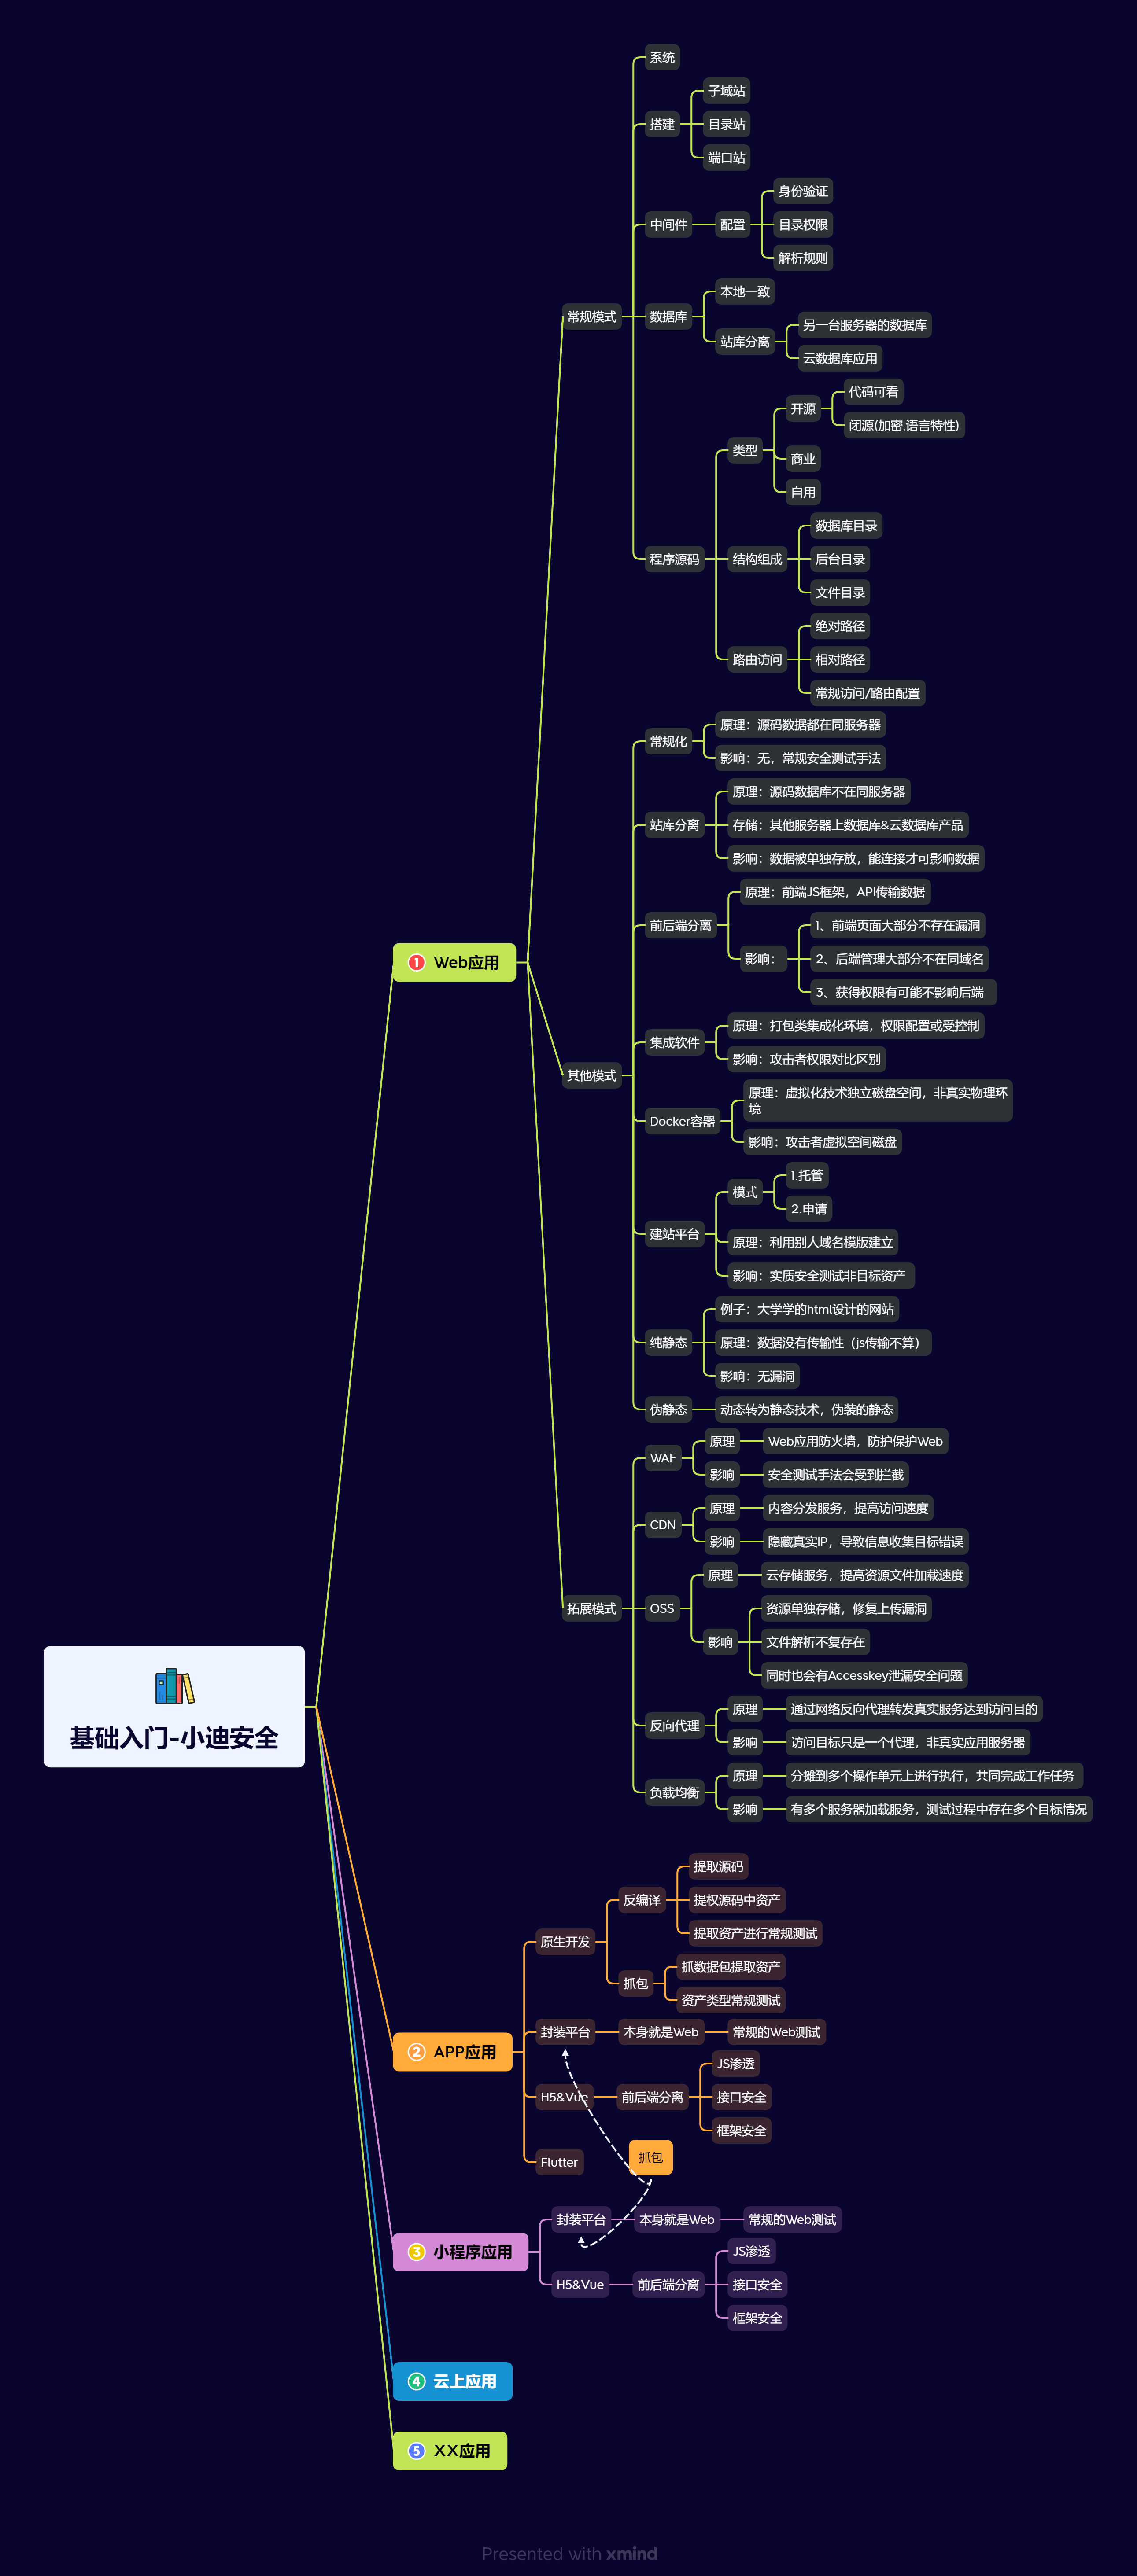 基础入门-小迪安全
1 Web应用
常规模式
系统
搭建
子域站
目录站
端口站
中间件
配置
身份验证
目录权限
解析规则
数据库
本地一致
站库分离
另一台服务器的数据库
云数据库应用
程序源码
类型
开源
代码可看
闭源(加密,语言特性)
商业
自用
结构组成
数据库目录
后台目录
文件目录
路由访问
绝对路径
相对路径
常规访问/路由配置
其他模式
常规化
原理：源码数据都在同服务器
影响：无，常规安全测试手法
站库分离
原理：源码数据库不在同服务器
存储：其他服务器上数据库&云数据库产品
影响：数据被单独存放，能连接才可影响数据
前后端分离
原理：前端JS框架，API传输数据
影响：
1、前端页面大部分不存在漏洞
2、后端管理大部分不在同域名
3、获得权限有可能不影响后端
集成软件
原理：打包类集成化环境，权限配置或受控制
影响：攻击者权限对比区别
Docker容器
原理：虚拟化技术独立磁盘空间，非真实物理环
境
影响：攻击者虚拟空间磁盘
建站平台
模式
1.托管
2.申请
原理：利用别人域名模版建立
影响：实质安全测试非目标资产
纯静态
例子：大学学的html设计的网站
原理：数据没有传输性（js传输不算）
影响：无漏洞
伪静态
动态转为静态技术，伪装的静态
拓展模式
WAF
原理
Web应用防火墙，防护保护Web
影响
安全测试手法会受到拦截
CDN
原理
内容分发服务，提高访问速度
影响
隐藏真实IP，导致信息收集目标错误
OSS
原理
云存储服务，提高资源文件加载速度
影响
资源单独存储，修复上传漏洞
文件解析不复存在
同时也会有Accesskey泄漏安全问题
反向代理
原理
通过网络反向代理转发真实服务达到访问目的
影响
访问目标只是一个代理，非真实应用服务器
负载均衡
原理
分摊到多个操作单元上进行执行，共同完成工作任务
影响
有多个服务器加载服务，测试过程中存在多个目标情况
2 APP应用
原生开发
反编译
提取源码
提权源码中资产
提取资产进行常规测试
抓包
抓数据包提取资产
资产类型常规测试
封装平台
本身就是Web
常规的Web测试
H5&Vue
前后端分离
JS渗透
接口安全
框架安全
Flutter
抓包
3 小程序应用
封装平台
本身就是Web
常规的Web测试
H5&Vue
前后端分离
JS渗透
接口安全
框架安全
4 云上应用
5 XX应用
Presented with xmind